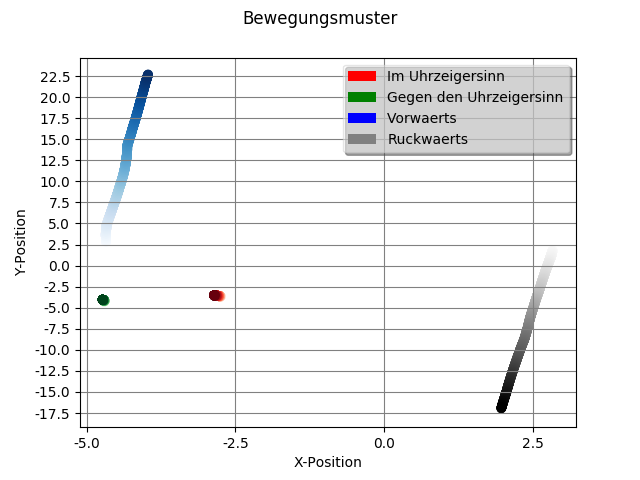 Bewegungsmuster
Im Uhrzeigersinn
Gegen den Uhrzeigersinn
Vorwaerts
Ruckwaerts
22.5
20.0
17.5
15.0
12.5
10.0
7.5
5.0
2.5
0.0
-2.5
-5.0
-7.5
-10.0
-12.5
-15.0
-17.5
Y-Position
-5.0 -2.5 0.0 2.5
X-Position